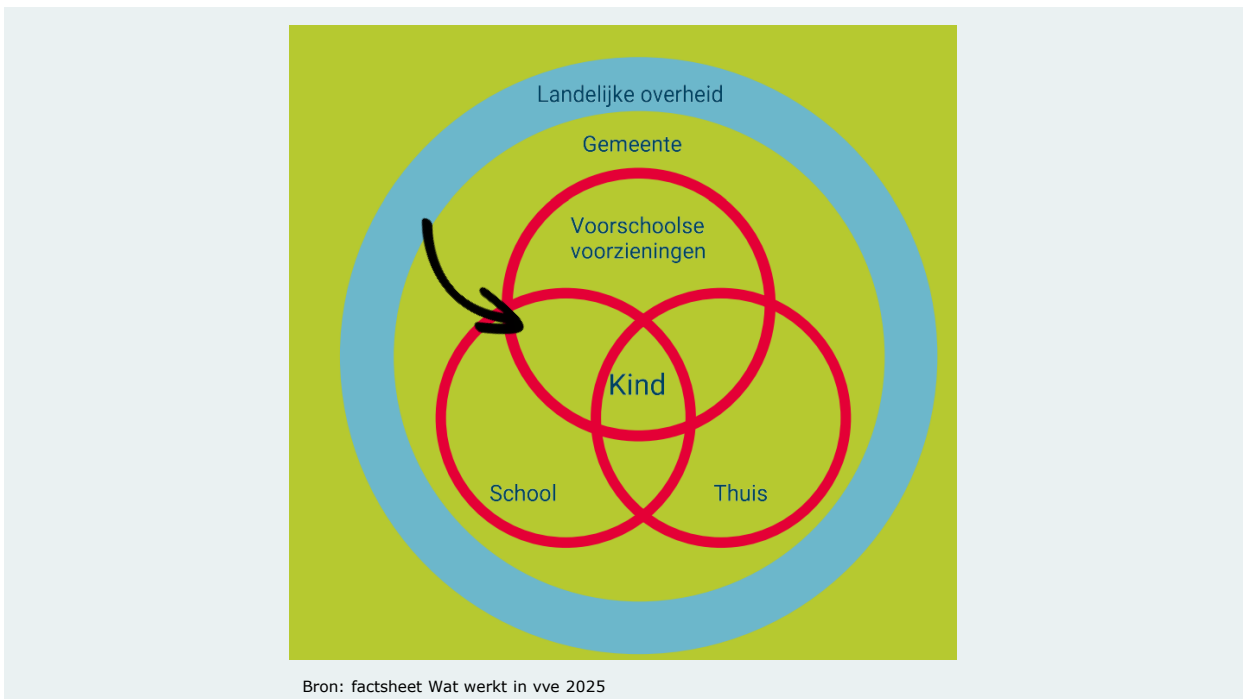 Landelijke overheid
Gemeente
Voorschoolse
voorzieningen
Kind
School
Thuis
Bron: factsheet Wat werkt in vve 2025